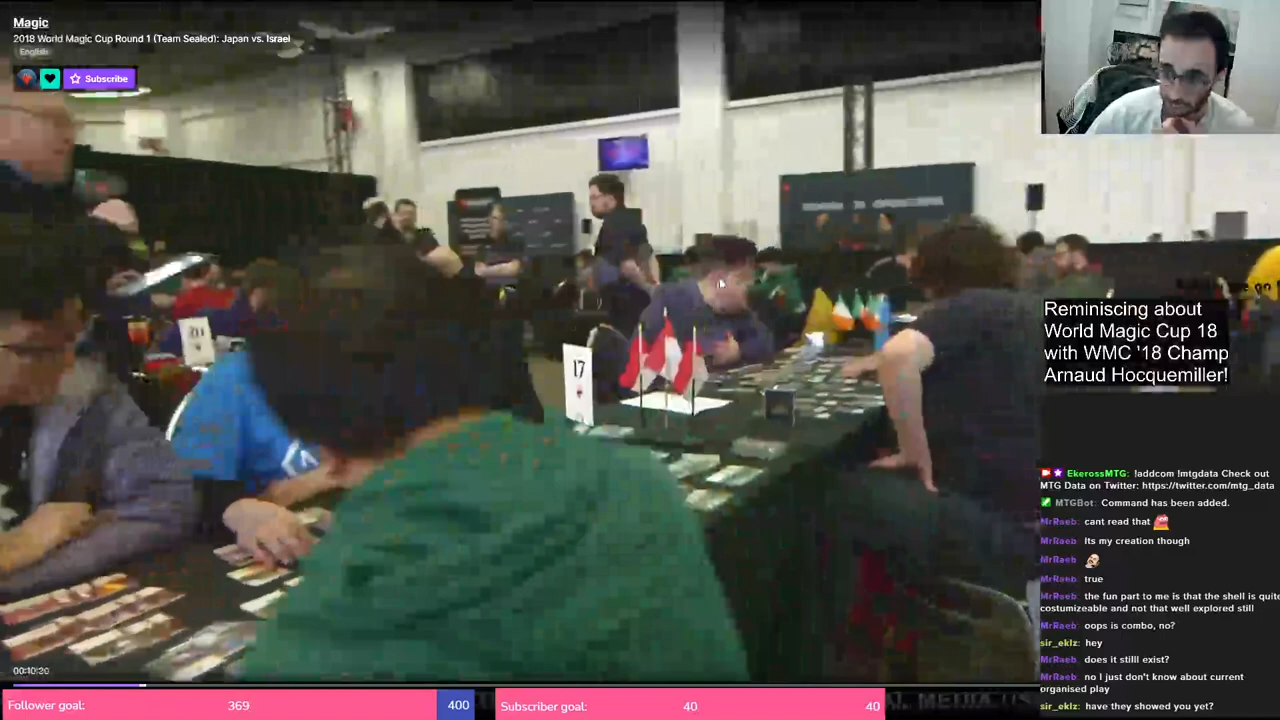 Magic
2018 World Magic Cup Round 1 (Team Sealed): Japan vs. Israel
English
Subscribe
17
Reminiscing about
World Magic Cup 18
with WMC '18 Champ
Arnaud Hocquemiller!
EkerossMTG: !addcom !mtgdata Check out
MTG Data on Twitter: https://twitter.com/mtg_data
MTGBot: Command has been added.
MrRaeb: cant read that
MrRaeb: Its my creation though
MrRaeb:
MrRaeb: true
MrRaeb: the fun part to me is that the shell is quite
costumizeable and not that well explored still
MrRaeb: oops is combo, no?
sir_eklz: hey
MrRaeb: does it stilll exist?
MrRaeb: no I just don't know about current
organised play
sir_eklz: have they showed you yet?
00:10:20
Follower goal: 369 400
Subscriber goal: 40 40